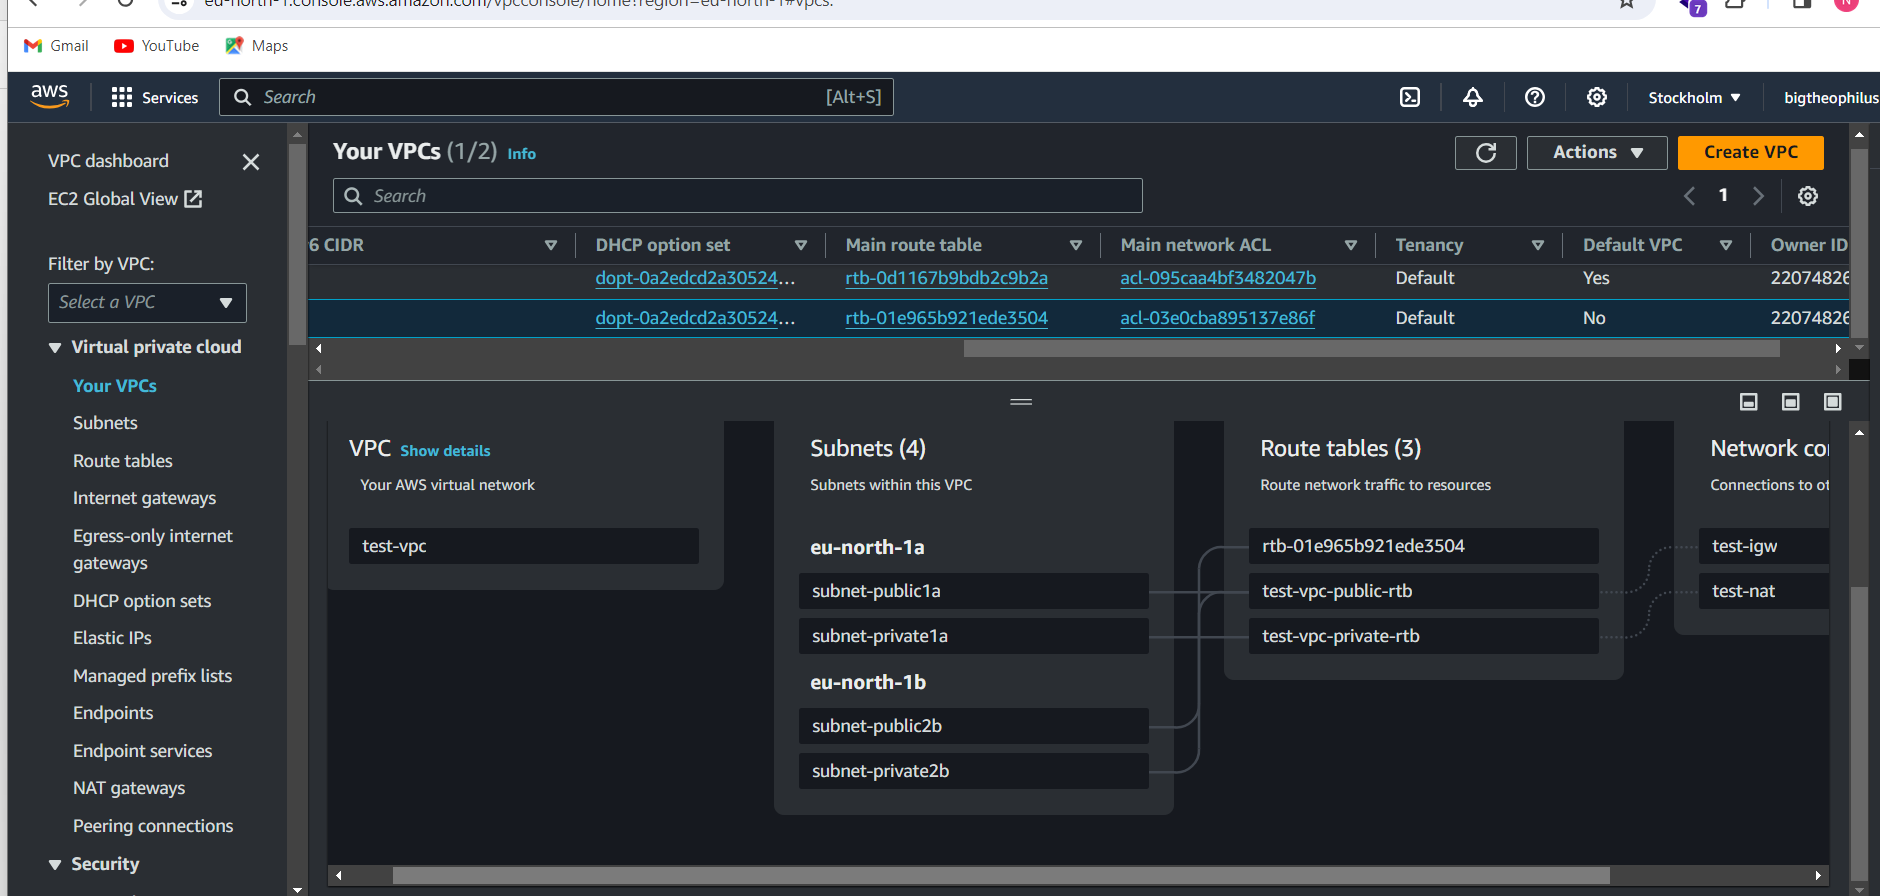 eu-north-1.console.aws.amazon.com/vpcconsole/home?region=eu-north-1#vpcs:
7
N
Gmail
YouTube
Maps
aws
Services
Search
[Alt+S]
Stockholm
bigtheophilus
VPC dashboard
EC2 Global View
Filter by VPC:
Select a VPC
Virtual private cloud
Your VPCs
Subnets
Route tables
Internet gateways
Egress-only internet
gateways
DHCP option sets
Elastic IPs
Managed prefix lists
Endpoints
Endpoint services
NAT gateways
Peering connections
Security
Your VPCs (1/2) Info
Actions
Create VPC
Search
1
6 CIDR DHCP option set Main route table Main network ACL Tenancy Default VPC Owner ID
dopt-0a2edcd2a30524... rtb-0d1167b9bdb2c9b2a acl-095caa4bf3482047b Default Yes 22074826
dopt-0a2edcd2a30524... rtb-01e965b921ede3504 acl-03e0cba895137e86f Default No 22074826
VPC Show details
Your AWS virtual network
test-vpc
Subnets (4)
Subnets within this VPC
eu-north-1a
subnet-public1a
subnet-private1a
eu-north-1b
subnet-public2b
subnet-private2b
Route tables (3)
Route network traffic to resources
rtb-01e965b921ede3504
test-vpc-public-rtb
test-vpc-private-rtb
Network co
Connections to ot
test-igw
test-nat